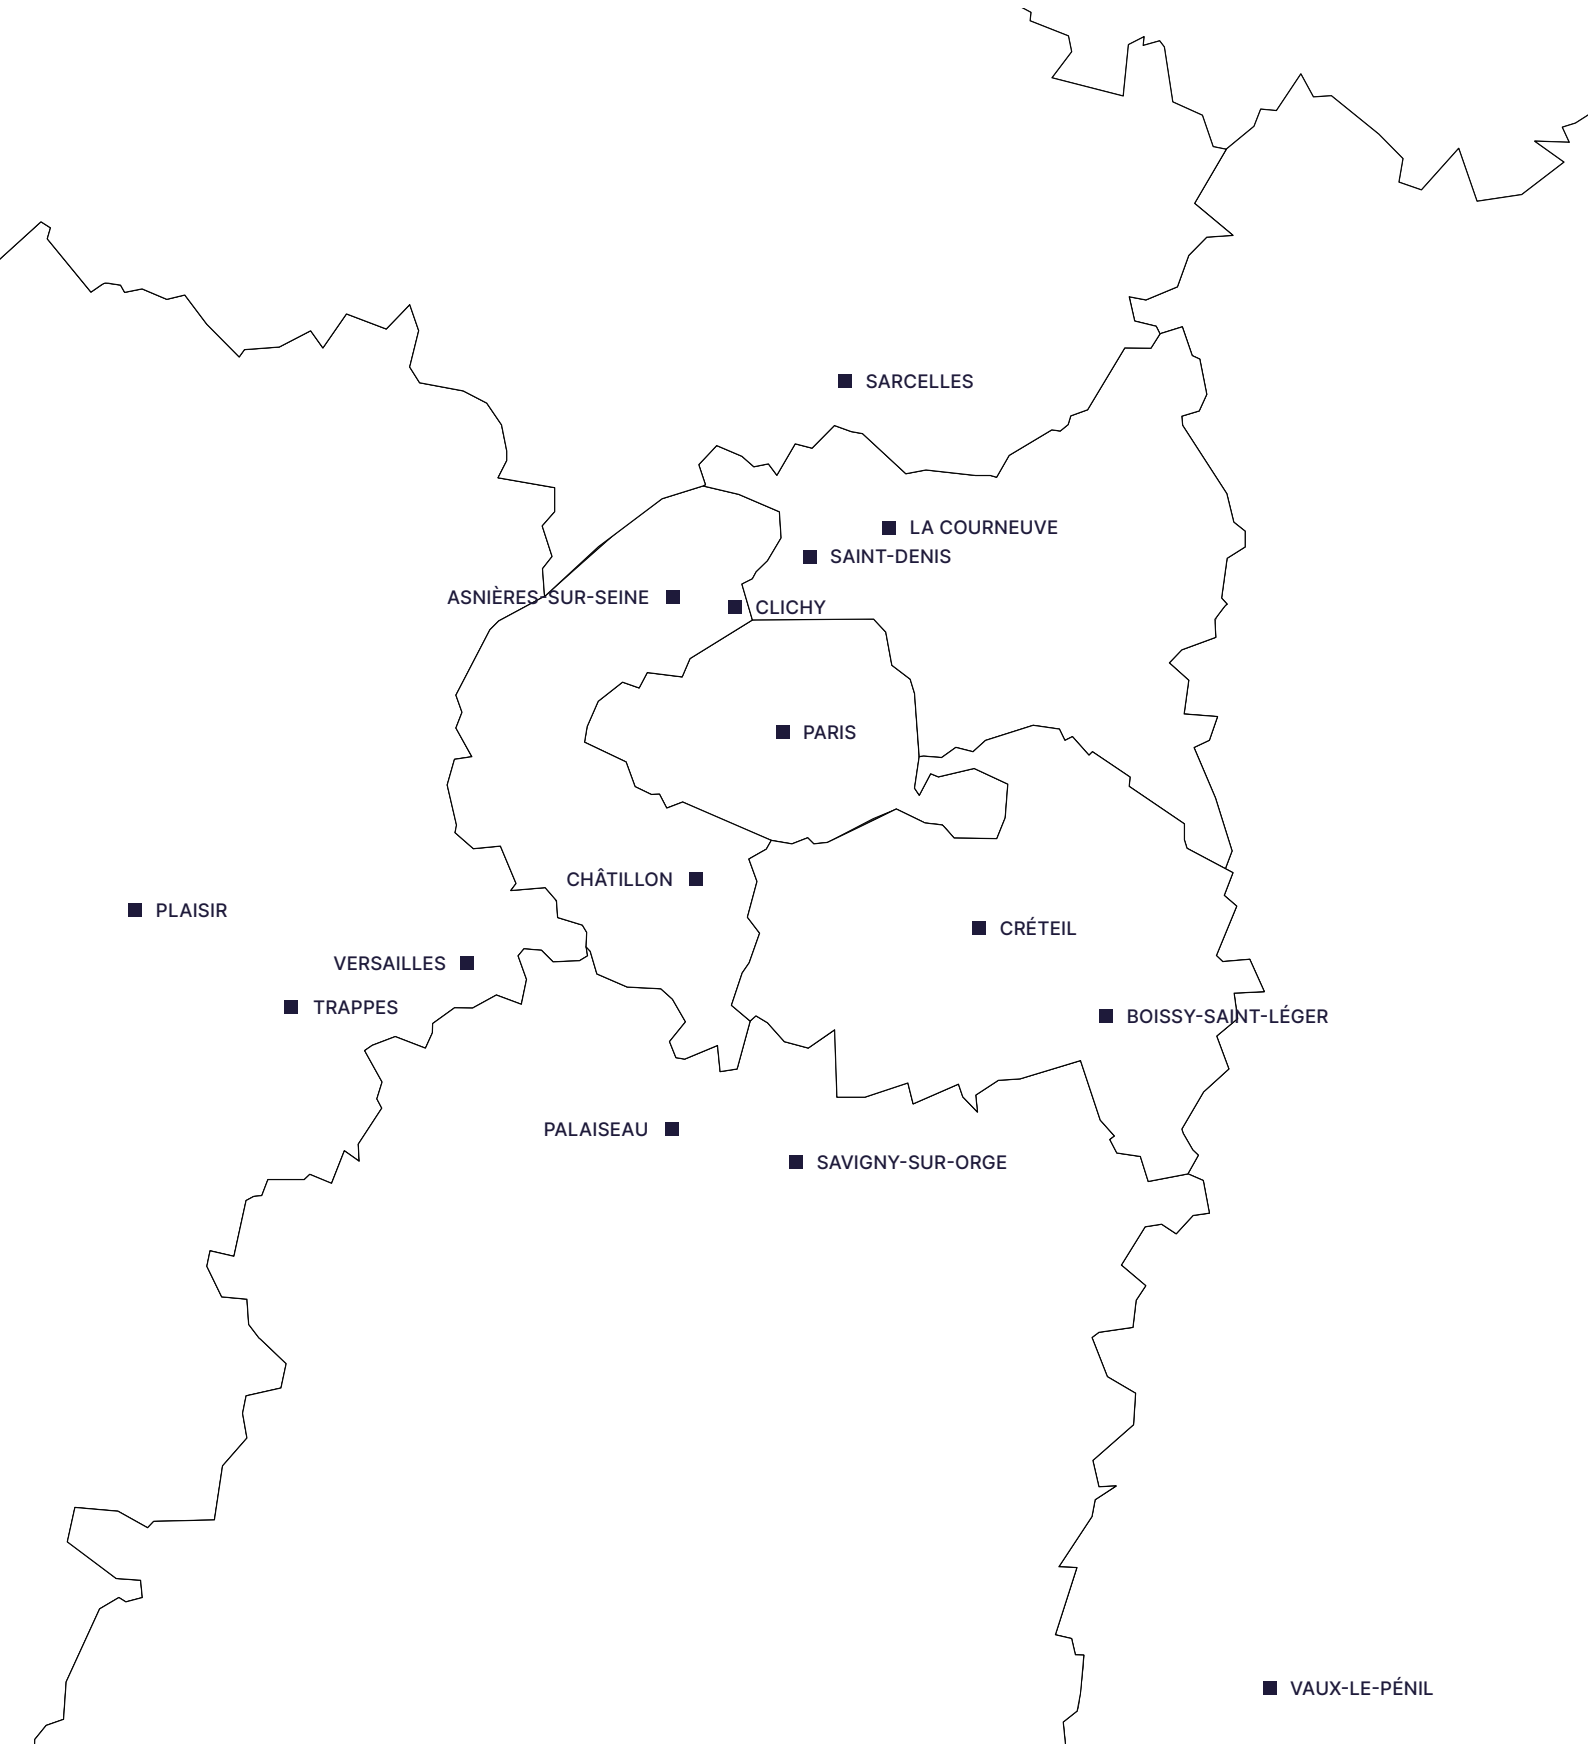 SARCELLES
LA COURNEUVE
SAINT-DENIS
ASNIÈRES-SUR-SEINE
CLICHY
PARIS
CHÂTILLON
PLAISIR
CRÉTEIL
VERSAILLES
TRAPPES
BOISSY-SAINT-LÉGER
PALAISEAU
SAVIGNY-SUR-ORGE
VAUX-LE-PÉNIL